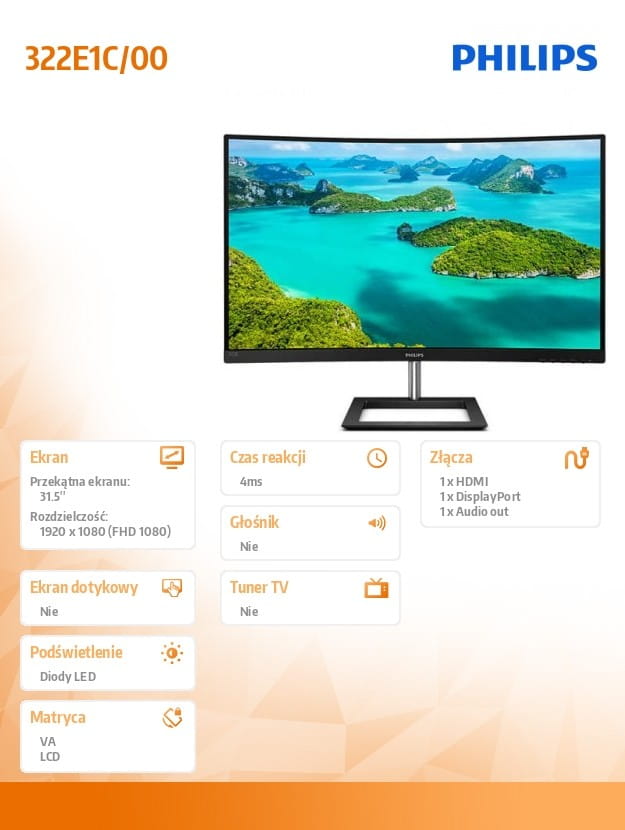 322E1C/00
PHILIPS
PHILIPS
Ekran
Przekątna ekranu:
31.5"
Rozdzielczość:
1920 x 1080 (FHD 1080)
Ekran dotykowy
Nie
Podświetlenie
Diody LED
Matryca
VA
LCD
Czas reakcji
4ms
Głośnik
Nie
Tuner TV
Nie
Złącza
1 x HDMI
1 x DisplayPort
1 x Audio out